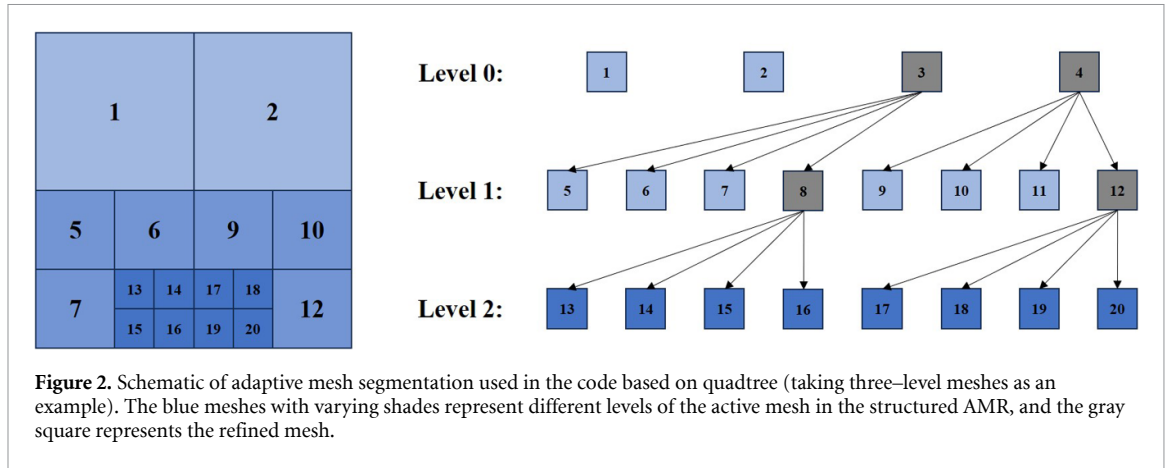 1 2
5 6 9 10
13 14 17 18
7 12
15 16 19 20
Level 0: 1 2 3 4
Level 1: 5 6 7 8 9 10 11 12
Level 2: 13 14 15 16 17 18 19 20
Figure 2. Schematic of adaptive mesh segmentation used in the code based on quadtree (taking three–level meshes as an
example). The blue meshes with varying shades represent different levels of the active mesh in the structured AMR, and the gray
square represents the refined mesh.